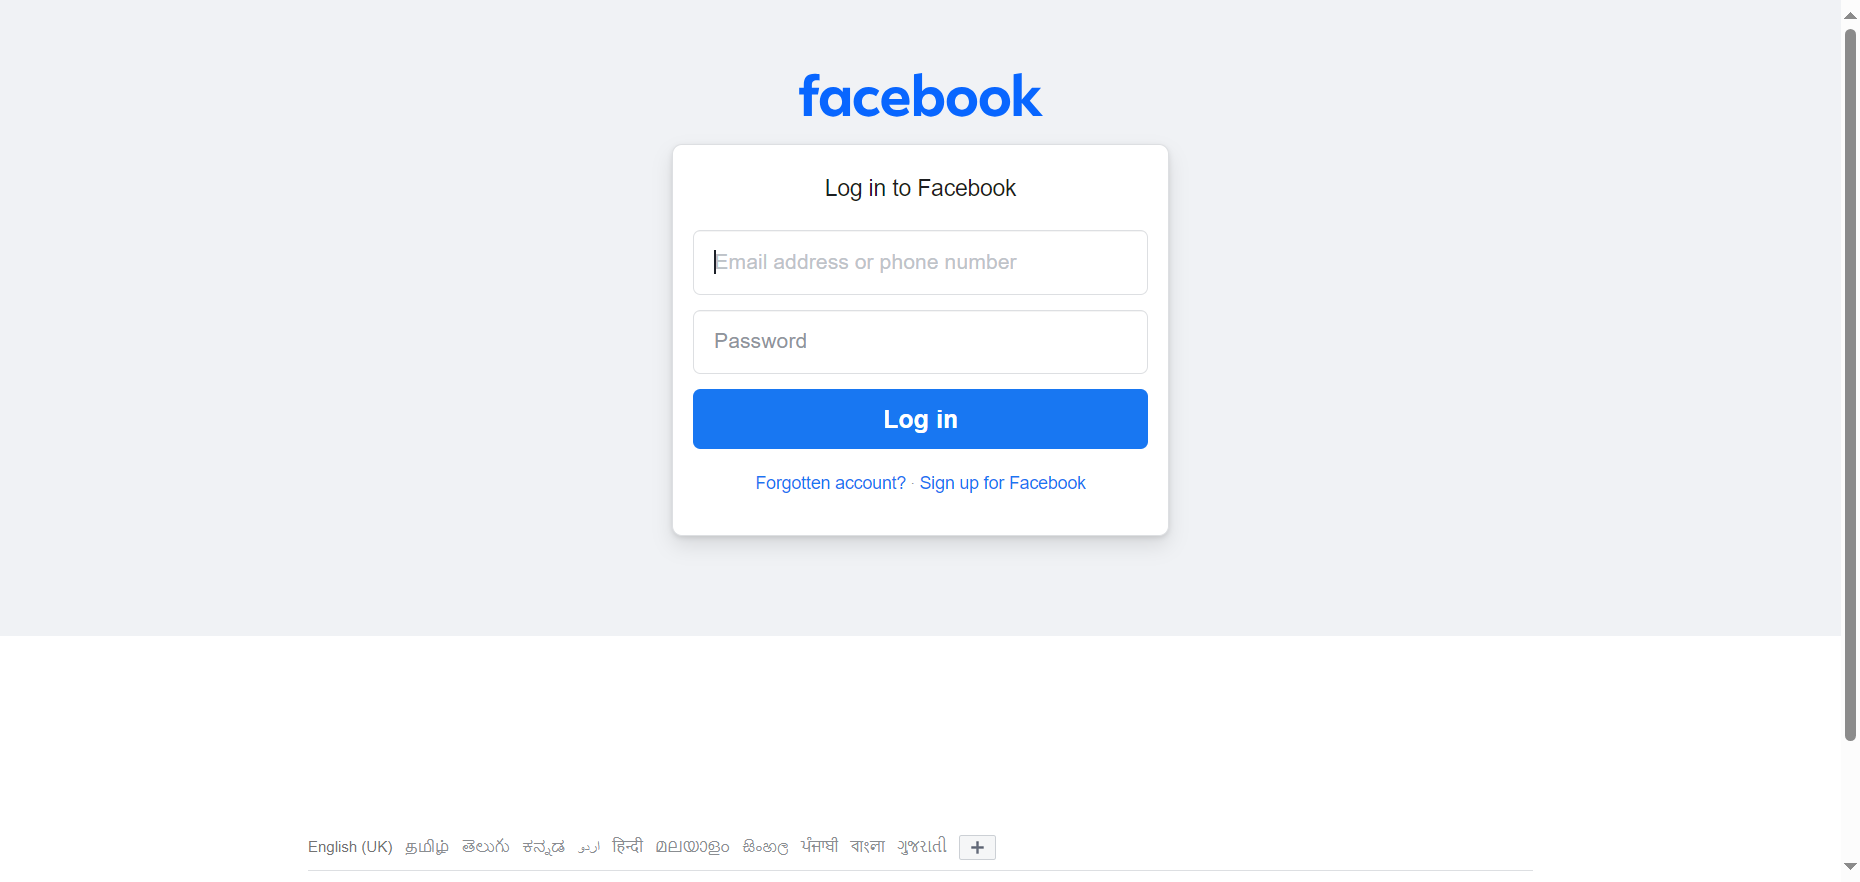 facebook
Log in to Facebook
Email address or phone number
Password
Log in
Forgotten account? · Sign up for Facebook
English (UK) தமிழ் తెలుగు ಕನ್ನಡ اردو हिन्दी മലയാളം සිංහල ਪੰਜਾਬੀ বাংলা ગુજરાતી +